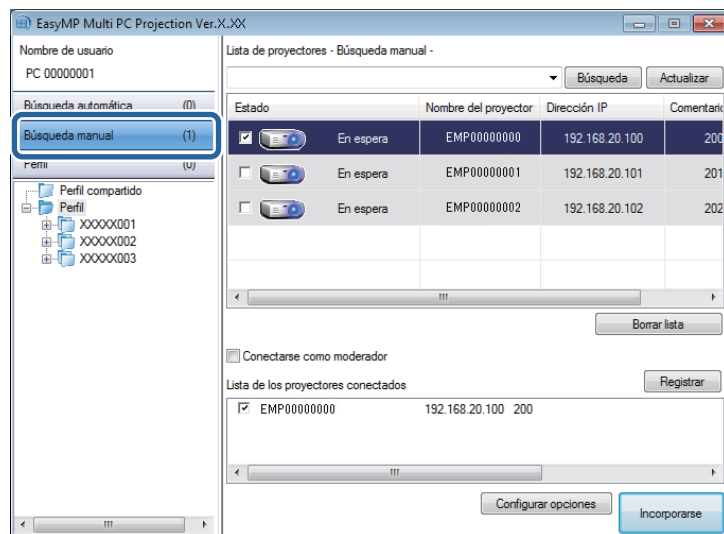 EasyMP Multi PC Projection Ver.X.XX
Nombre de usuario
PC 00000001
Búsqueda automática (0)
Búsqueda manual (1)
Perfil (0)
Perfil compartido
Perfil
XXXXX001
XXXXX002
XXXXX003
Lista de proyectores - Búsqueda manual -
Búsqueda Actualizar
Estado Nombre del proyector Dirección IP Comentario
En espera EMP00000000 192.168.20.100 200
En espera EMP00000001 192.168.20.101 201
En espera EMP00000002 192.168.20.102 202
Borrar lista
Conectarse como moderador
Lista de los proyectores conectados Registrar
EMP00000000 192.168.20.100 200
Configurar opciones Incorporarse